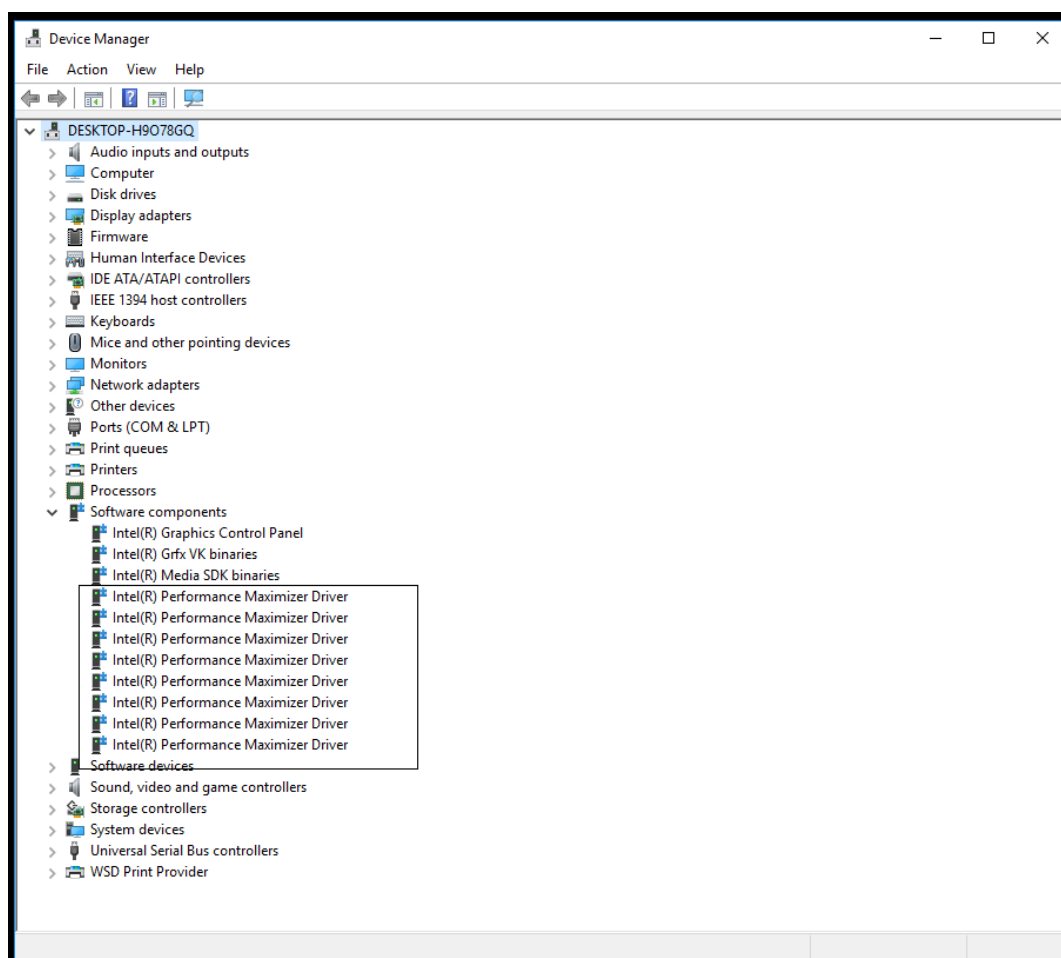 Device Manager
File Action View Help
DESKTOP-H9O78GQ
Audio inputs and outputs
Computer
Disk drives
Display adapters
Firmware
Human Interface Devices
IDE ATA/ATAPI controllers
IEEE 1394 host controllers
Keyboards
Mice and other pointing devices
Monitors
Network adapters
Other devices
Ports (COM & LPT)
Print queues
Printers
Processors
Software components
Intel(R) Graphics Control Panel
Intel(R) Grfx VK binaries
Intel(R) Media SDK binaries
Intel(R) Performance Maximizer Driver
Intel(R) Performance Maximizer Driver
Intel(R) Performance Maximizer Driver
Intel(R) Performance Maximizer Driver
Intel(R) Performance Maximizer Driver
Intel(R) Performance Maximizer Driver
Intel(R) Performance Maximizer Driver
Intel(R) Performance Maximizer Driver
Software devices
Sound, video and game controllers
Storage controllers
System devices
Universal Serial Bus controllers
WSD Print Provider